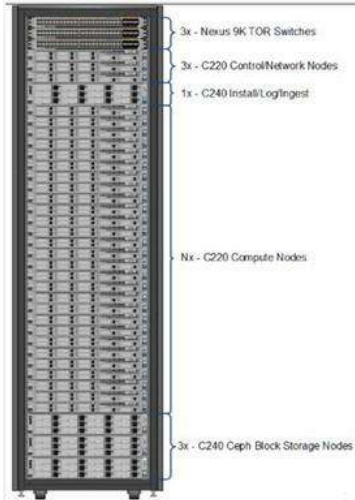 3x - Nexus 9K TOR Switches
3x - C220 Control/Network Nodes
1x - C240 Install/Log/Ingest
Nx - C220 Compute Nodes
3x - C240 Ceph Block Storage Nodes